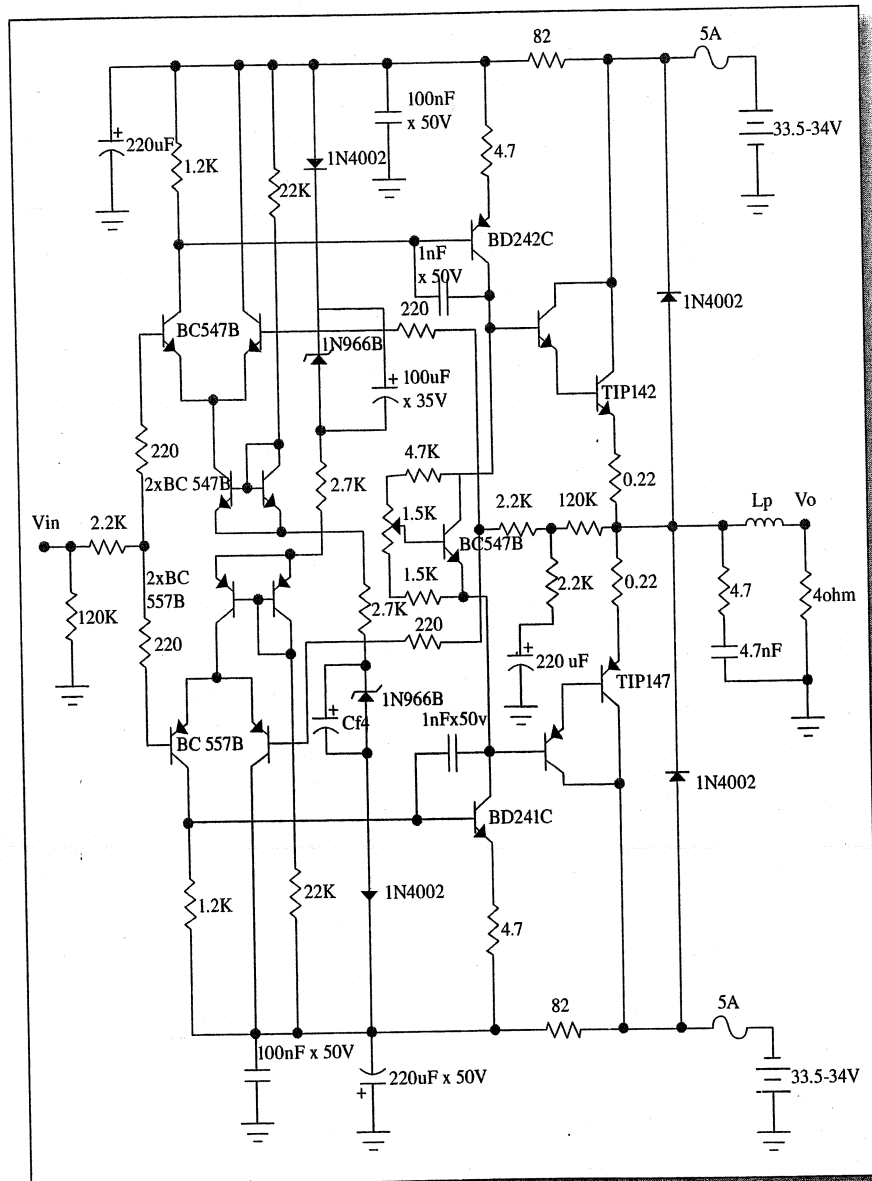 5A
82
100nF
x 50V
33.5-34V
+
220uF
1N4002
4.7
1.2K
22K
BD242C
1nF
x 50V
1N4002
220
BC547B
1N966B
+ 100uF
x 35V
TIP142
4.7K
220
0.22
2xBC 547B
2.7K
Vin
2.2K
1.5K
2.2K
120K
Lp
Vo
BC547B
2xBC
557B
2.2K
0.22
4.7
1.5K
4ohm
120K
2.7K
220
220
+
220 uF
4.7nF
TIP147
1N966B
+
Cf4
1nFx50v
BC 557B
1N4002
BD241C
1.2K
22K
1N4002
4.7
82
5A
100nF x 50V
220uF x 50V
+
33.5-34V